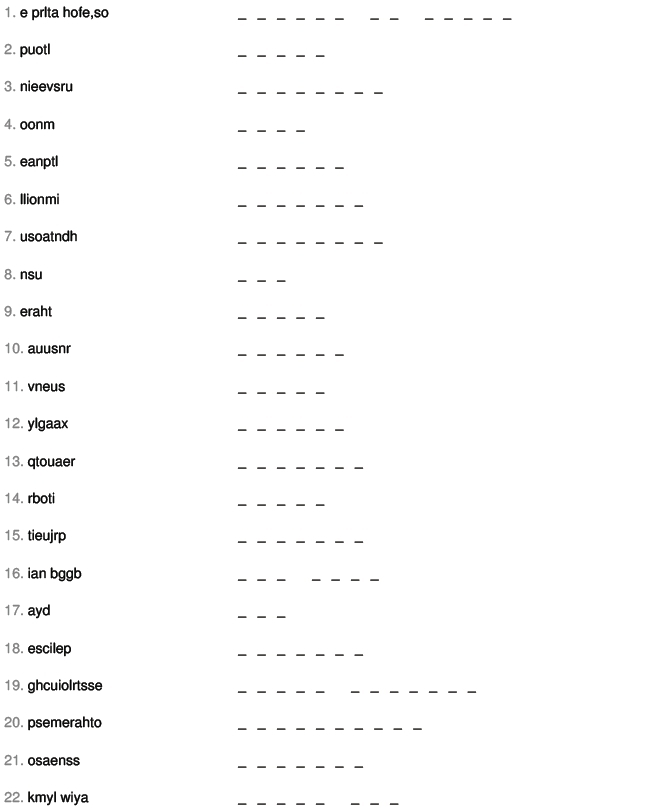 1. e prlta hofe,so _ _ _ _ _ _  _ _  _ _ _ _ _
2. puotl _ _ _ _ _
3. nieevsru _ _ _ _ _ _ _ _
4. oonm _ _ _ _
5. eanptl _ _ _ _ _ _
6. llionmi _ _ _ _ _ _ _
7. usoatndh _ _ _ _ _ _ _ _
8. nsu _ _ _
9. eraht _ _ _ _ _
10. auusnr _ _ _ _ _ _
11. vneus _ _ _ _ _
12. ylgaax _ _ _ _ _ _
13. qtouaer _ _ _ _ _ _ _
14. rboti _ _ _ _ _
15. tieujrp _ _ _ _ _ _ _
16. ian bggb _ _ _  _ _ _ _
17. ayd _ _ _
18. escilep _ _ _ _ _ _ _
19. ghcuiolrtsse _ _ _ _ _  _ _ _ _ _ _ _
20. psemerahto _ _ _ _ _ _ _ _ _ _
21. osaenss _ _ _ _ _ _ _
22. kmyl wiya _ _ _ _ _  _ _ _